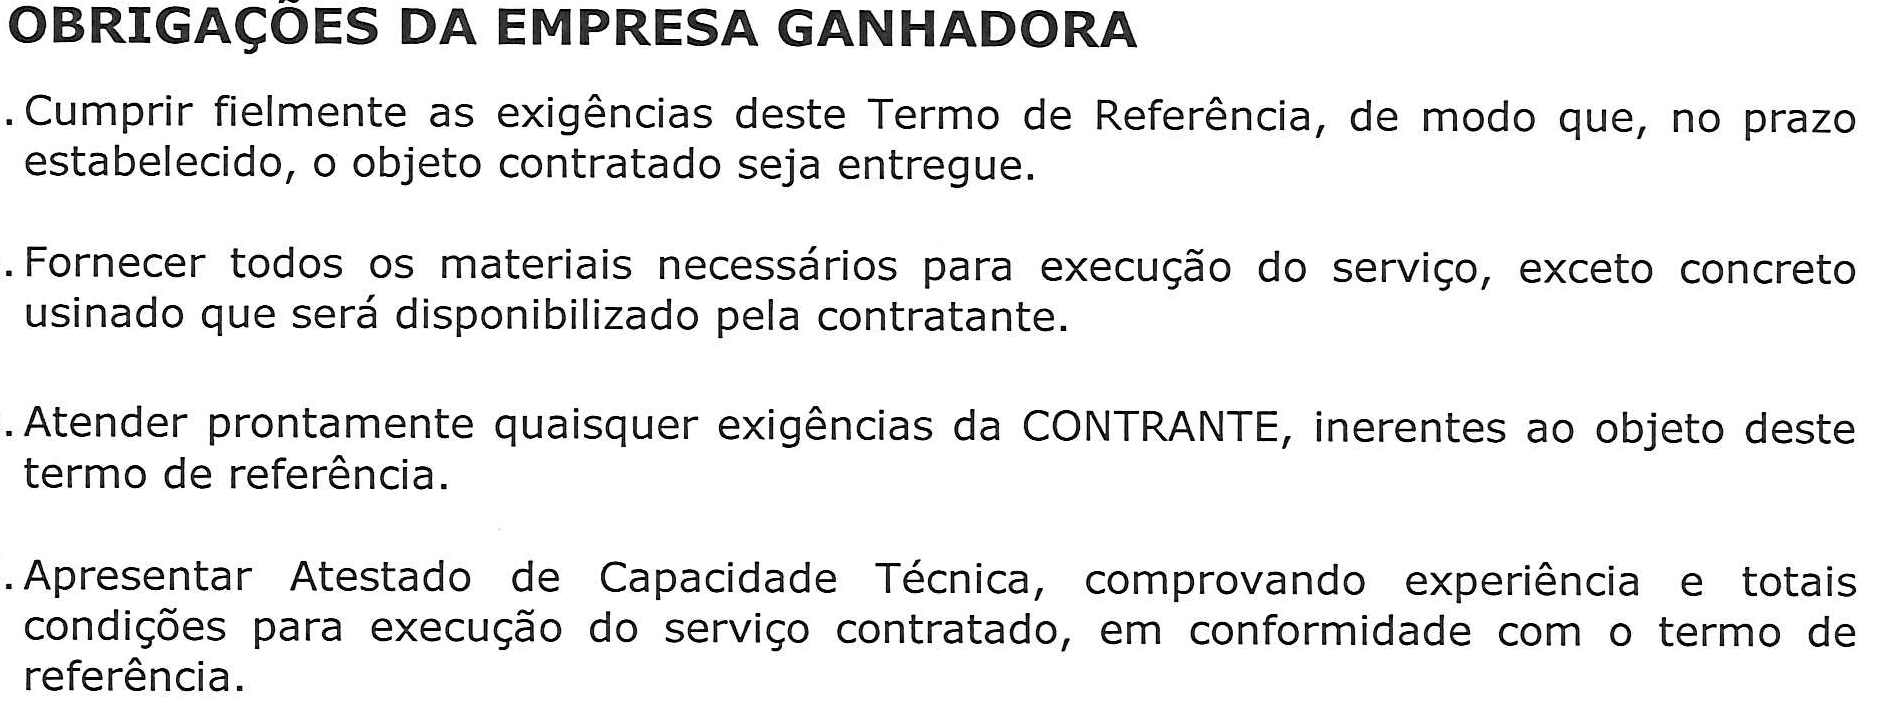 OBRIGAÇÕES DA EMPRESA GANHADORA
. Cumprir fielmente as exigências deste Termo de Referência, de modo que, no prazo
estabelecido, o objeto contratado seja entregue.
. Fornecer todos os materiais necessários para execução do serviço, exceto concreto
usinado que será disponibilizado pela contratante.
. Atender prontamente quaisquer exigências da CONTRANTE, inerentes ao objeto deste
termo de referência.
. Apresentar Atestado de Capacidade Técnica, comprovando experiência e totais
condições para execução do serviço contratado, em conformidade com o termo de
referência.